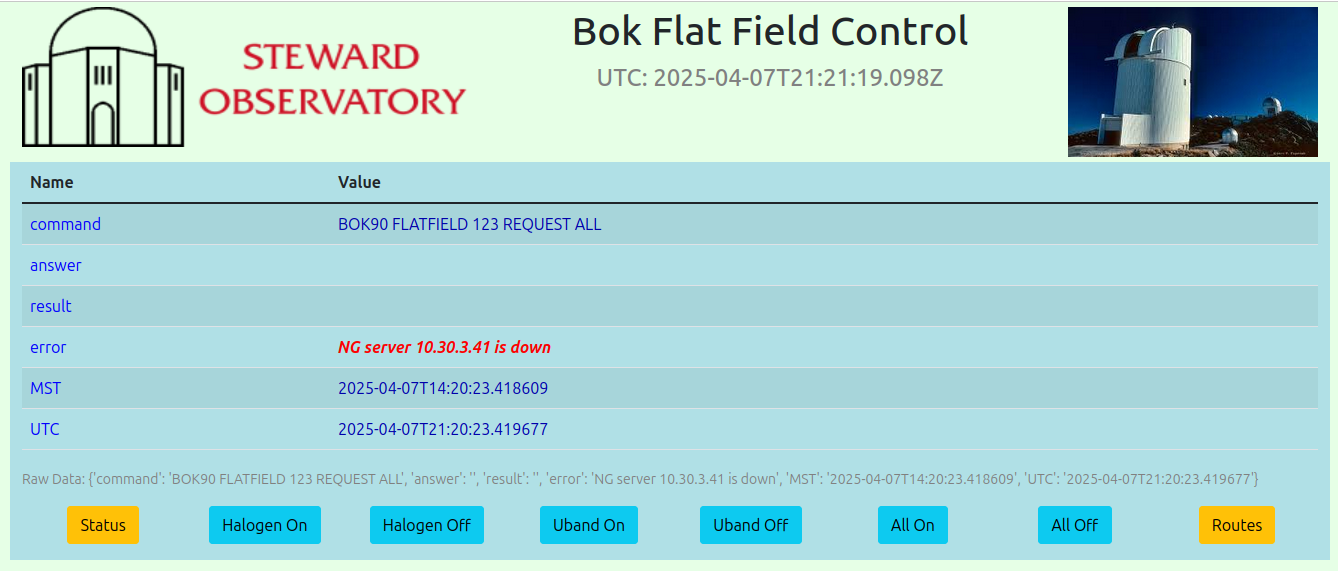 STEWARD
OBSERVATORY
Bok Flat Field Control
UTC: 2025-04-07T21:21:19.098Z
Name Value
command BOK90 FLATFIELD 123 REQUEST ALL
answer
result
error NG server 10.30.3.41 is down
MST 2025-04-07T14:20:23.418609
UTC 2025-04-07T21:20:23.419677
Raw Data: {'command': 'BOK90 FLATFIELD 123 REQUEST ALL', 'answer': '', 'result': '', 'error': 'NG server 10.30.3.41 is down', 'MST': '2025-04-07T14:20:23.418609', 'UTC': '2025-04-07T21:20:23.419677'}
Status Halogen On Halogen Off Uband On Uband Off All On All Off Routes